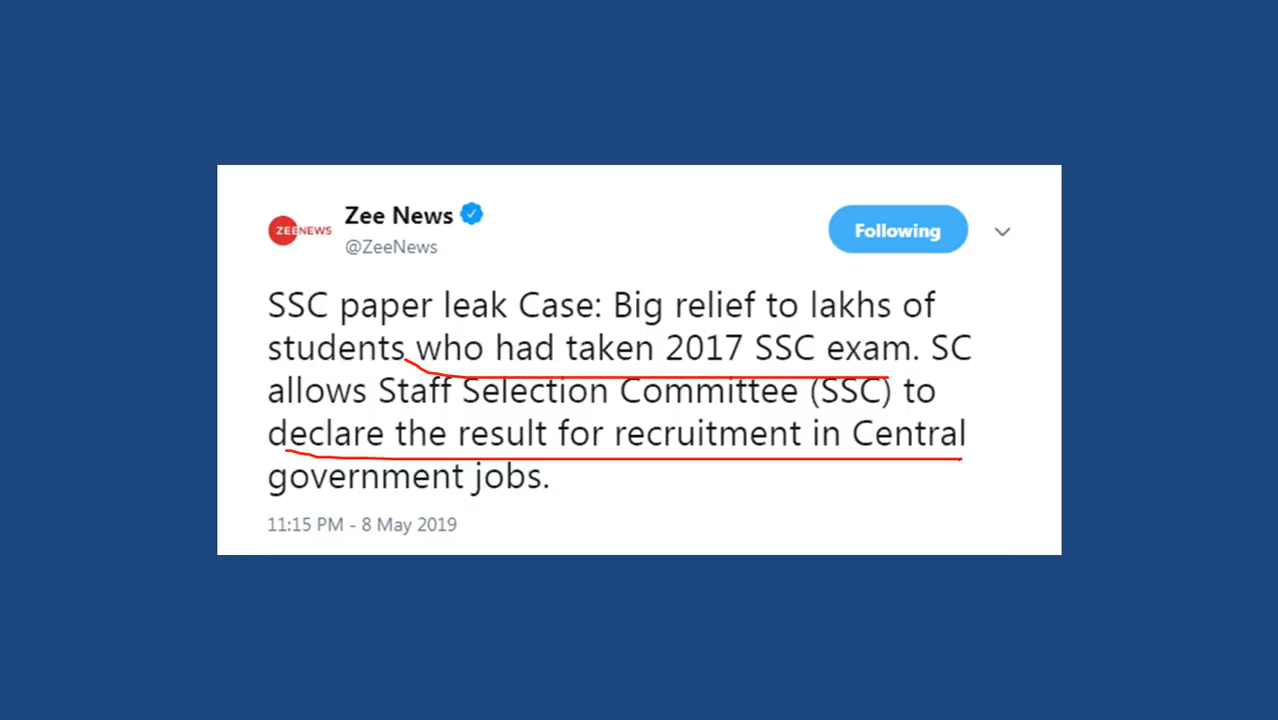 ZEENEWS
Zee News
@ZeeNews
Following
SSC paper leak Case: Big relief to lakhs of
students who had taken 2017 SSC exam. SC
allows Staff Selection Committee (SSC) to
declare the result for recruitment in Central
government jobs.
11:15 PM - 8 May 2019